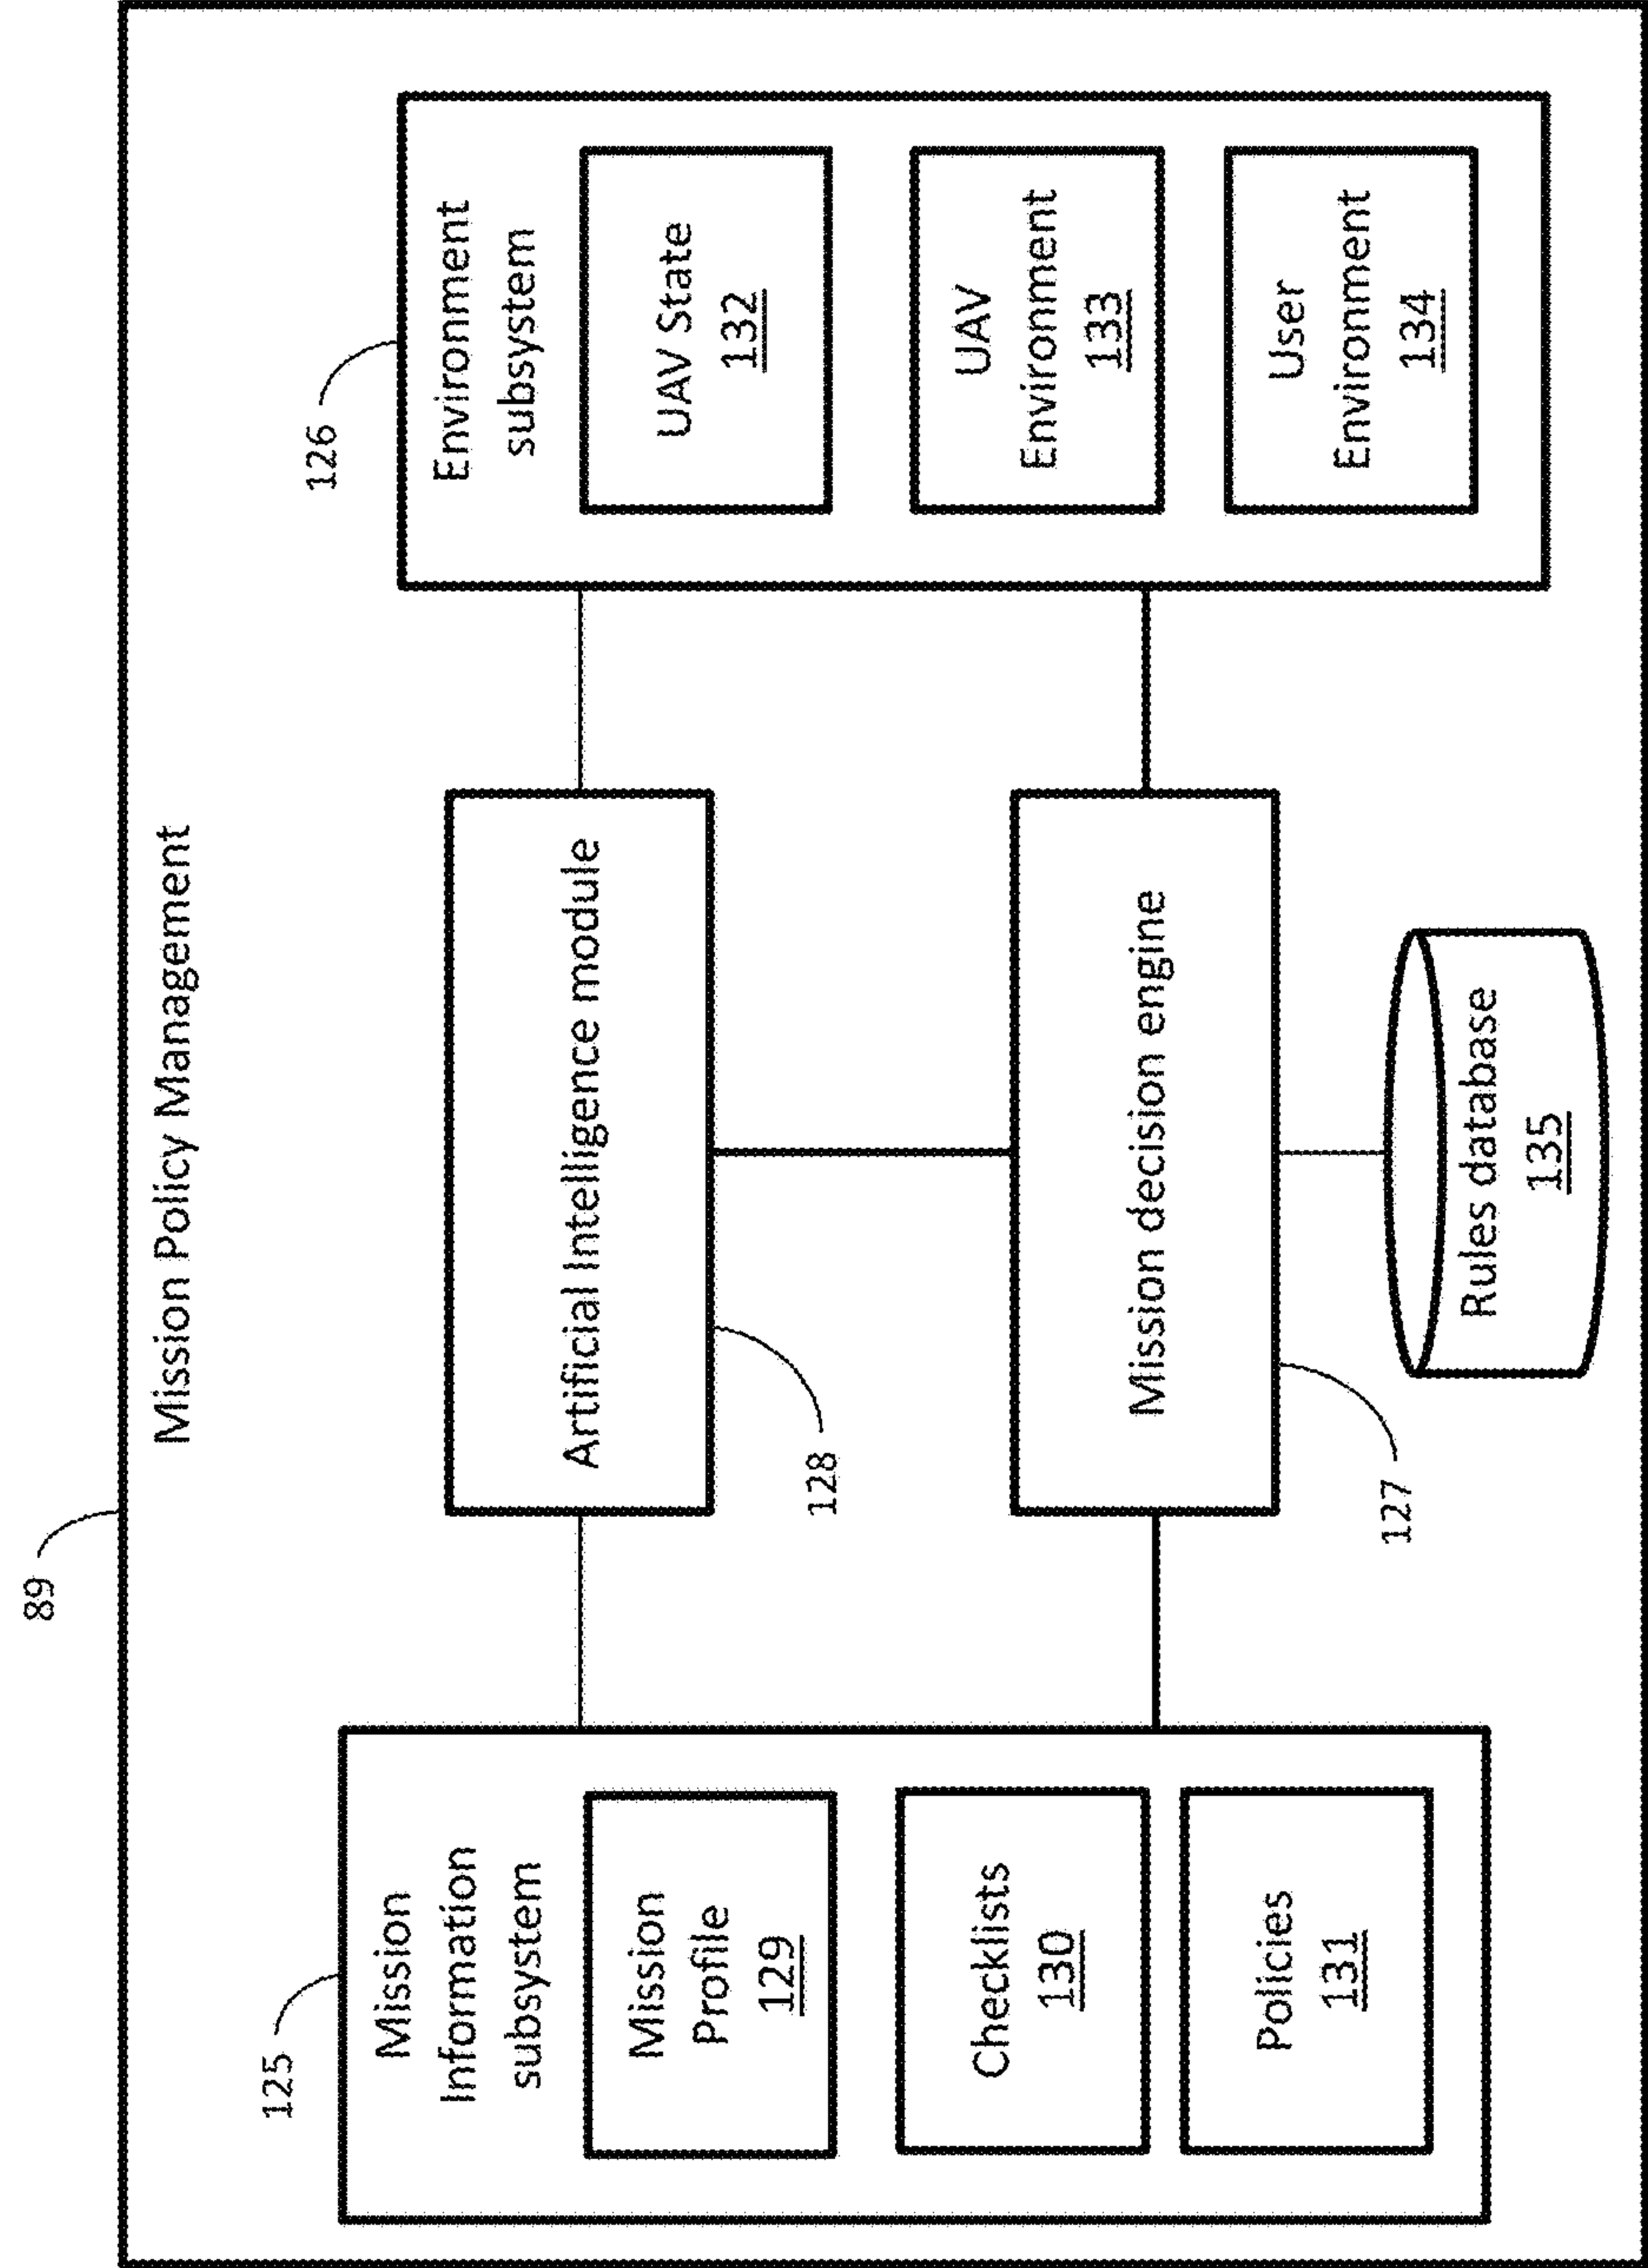 89
Mission Policy Management
125
Mission
Information
subsystem
Mission
Profile
129
Checklists
130
Policies
131
Artificial Intelligence module
128
Mission decision engine
127
Rules database
135
126
Environment
subsystem
UAV State
132
UAV
Environment
133
User
Environment
134